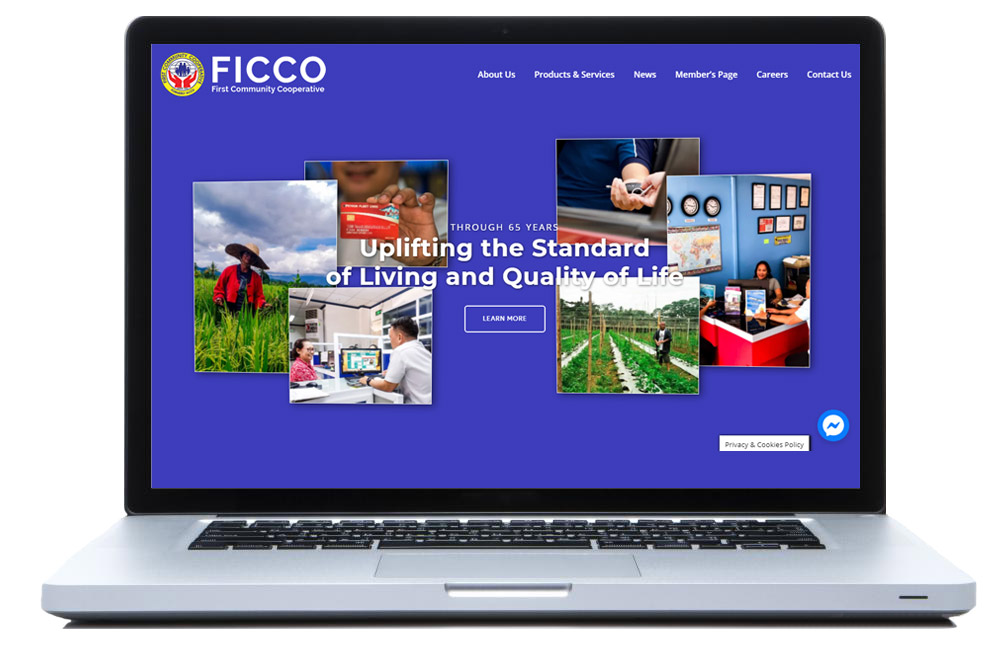 FICCO
First Community Cooperative
About Us
Products & Services
News
Member's Page
Careers
Contact Us
THROUGH 65 YEARS
Uplifting the Standard
of Living and Quality of Life
LEARN MORE
Privacy & Cookies Policy